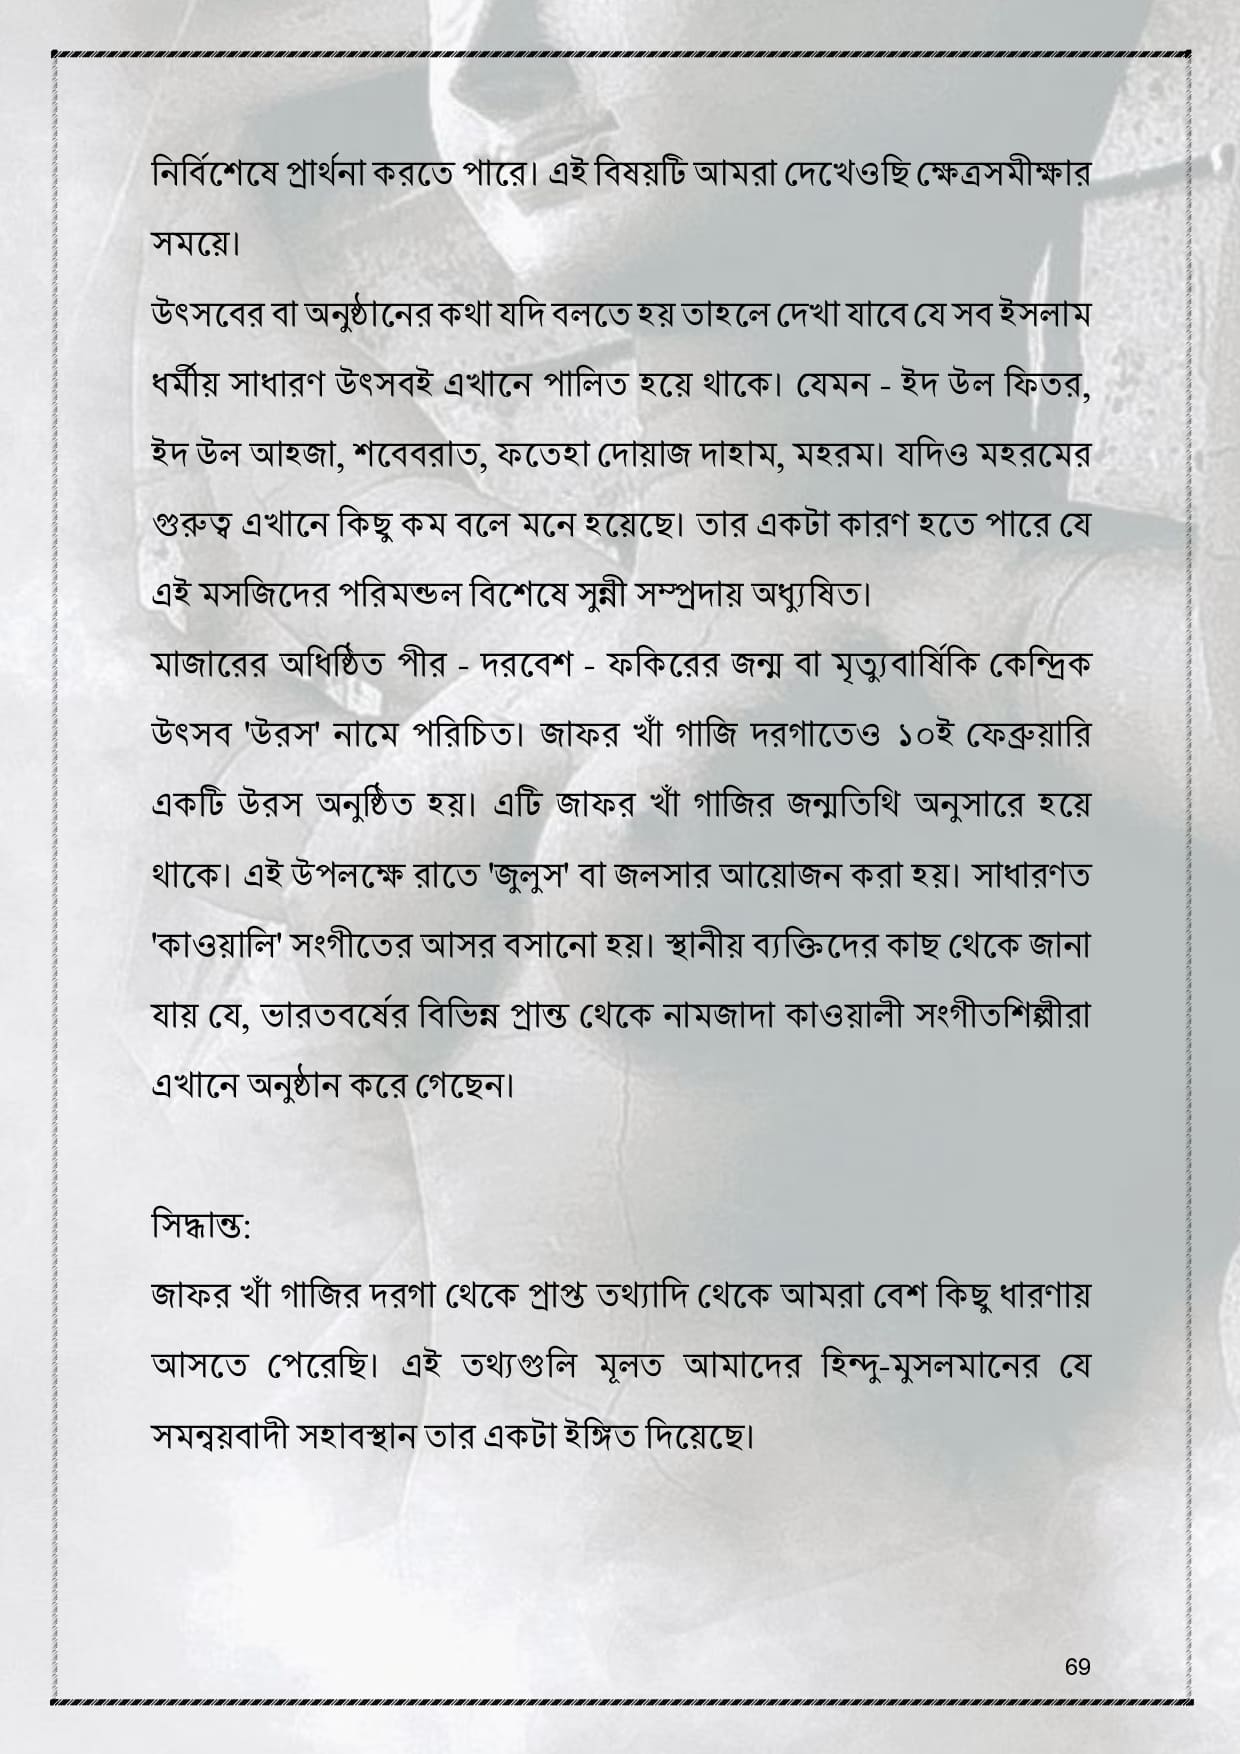 নির্বিশেষে প্রার্থনা করতে পারে। এই বিষয়টি আমরা দেখেওছি ক্ষেত্রসমীক্ষার
সময়ে।
উৎসবের বা অনুষ্ঠানের কথা যদি বলতে হয় তাহলে দেখা যাবে যে সব ইসলাম
ধর্মীয় সাধারণ উৎসবই এখানে পালিত হয়ে থাকে। যেমন - ইদ উল ফিতর,
ইদ উল আহজা, শবেবরাত, ফতেহা দোয়াজ দাহাম, মহরম। যদিও মহরমের
গুরুত্ব এখানে কিছু কম বলে মনে হয়েছে। তার একটা কারণ হতে পারে যে
এই মসজিদের পরিমন্ডল বিশেষে সুন্নী সম্প্রদায় অধ্যুষিত।
মাজারের অধিষ্ঠিত পীর - দরবেশ - ফকিরের জন্ম বা মৃত্যুবার্ষিকি কেন্দ্রিক
উৎসব 'উরস' নামে পরিচিত। জাফর খাঁ গাজি দরগাতেও ১০ই ফেব্রুয়ারি
একটি উরস অনুষ্ঠিত হয়। এটি জাফর খাঁ গাজির জন্মতিথি অনুসারে হয়ে
থাকে। এই উপলক্ষে রাতে 'জুলুস' বা জলসার আয়োজন করা হয়। সাধারণত
'কাওয়ালি' সংগীতের আসর বসানো হয়। স্থানীয় ব্যক্তিদের কাছ থেকে জানা
যায় যে, ভারতবর্ষের বিভিন্ন প্রান্ত থেকে নামজাদা কাওয়ালী সংগীতশিল্পীরা
এখানে অনুষ্ঠান করে গেছেন।
সিদ্ধান্ত:
জাফর খাঁ গাজির দরগা থেকে প্রাপ্ত তথ্যাদি থেকে আমরা বেশ কিছু ধারণায়
আসতে পেরেছি। এই তথ্যগুলি মূলত আমাদের হিন্দু-মুসলমানের যে
সমন্বয়বাদী সহাবস্থান তার একটা ইঙ্গিত দিয়েছে।
69